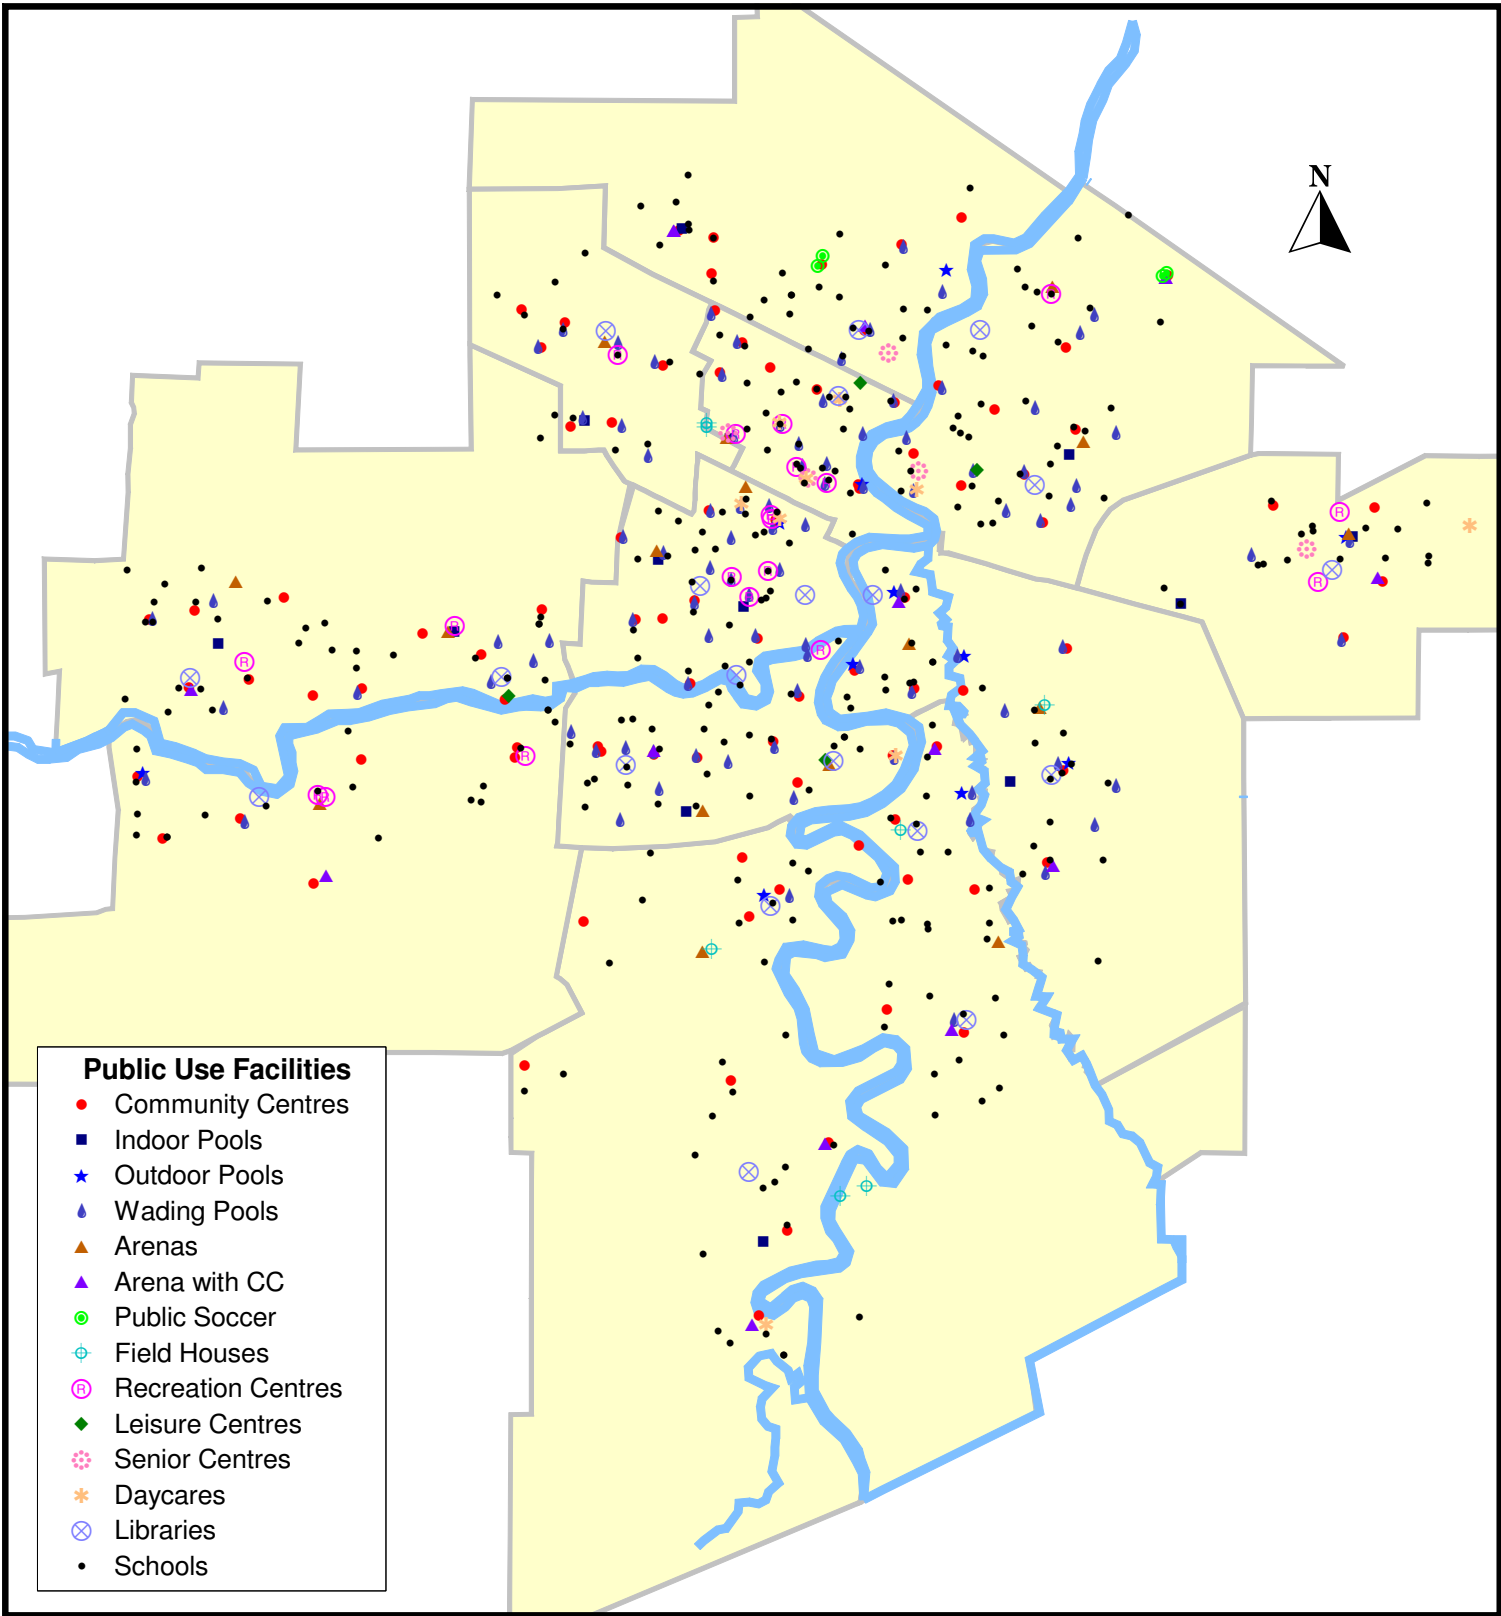 N
Public Use Facilities
Community Centres
Indoor Pools
Outdoor Pools
Wading Pools
Arenas
Arena with CC
Public Soccer
Field Houses
R Recreation Centres
Leisure Centres
Senior Centres
Daycares
Libraries
Schools